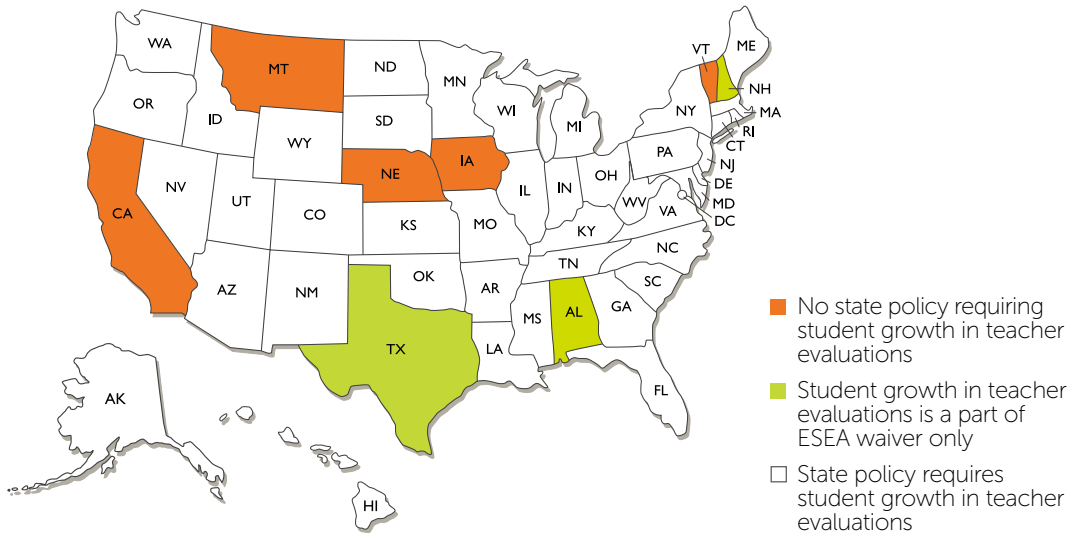 WA
MT
ND
MN
VT
ME
OR
ID
SD
WI
MI
NY
NH
MA
WY
RI
CT
NV
NE
IA
PA
NJ
CA
UT
CO
IL
IN
OH
DE
WV
MD
KS
MO
KY
VA
DC
NC
TN
AZ
NM
OK
AR
SC
MS
AL
GA
TX
LA
FL
AK
HI
No state policy requiring
student growth in teacher
evaluations
Student growth in teacher
evaluations is a part of
ESEA waiver only
State policy requires
student growth in teacher
evaluations